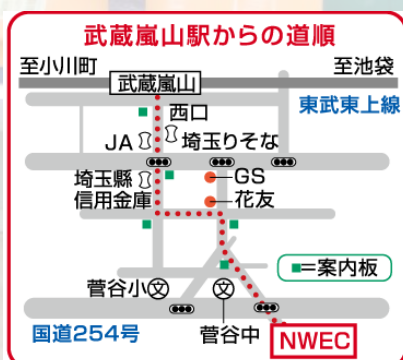 武蔵嵐山駅からの道順
至小川町
至池袋
武蔵嵐山
東武東上線
西口
JA
埼玉りそな
埼玉縣
信用金庫
GS
花友
■=案内板
菅谷小
文
文
菅谷中
国道254号
NWEC